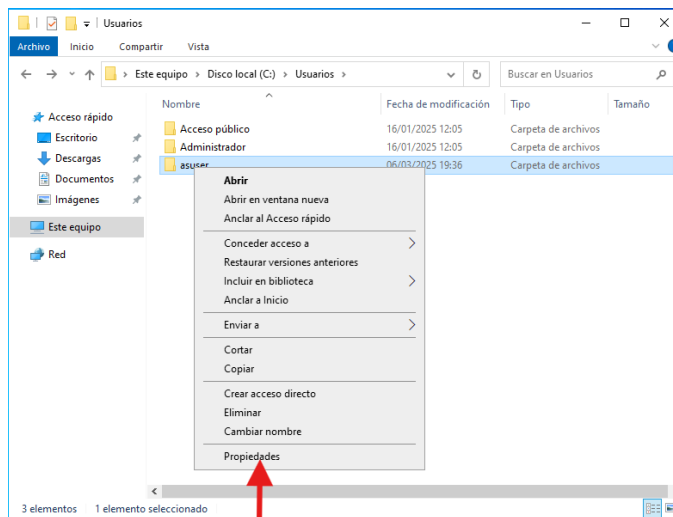 Usuarios
Archivo Inicio Compartir Vista
Este equipo > Disco local (C:) > Usuarios >
Buscar en Usuarios
Nombre Fecha de modificación Tipo Tamaño
Acceso rápido
Escritorio
Descargas
Documentos
Imágenes
Este equipo
Red
Acceso público 16/01/2025 12:05 Carpeta de archivos
Administrador 16/01/2025 12:05 Carpeta de archivos
asuser 06/03/2025 19:36 Carpeta de archivos
Abrir
Abrir en ventana nueva
Anclar al Acceso rápido
Conceder acceso a
Restaurar versiones anteriores
Incluir en biblioteca
Anclar a Inicio
Enviar a
Cortar
Copiar
Crear acceso directo
Eliminar
Cambiar nombre
Propiedades
3 elementos 1 elemento seleccionado